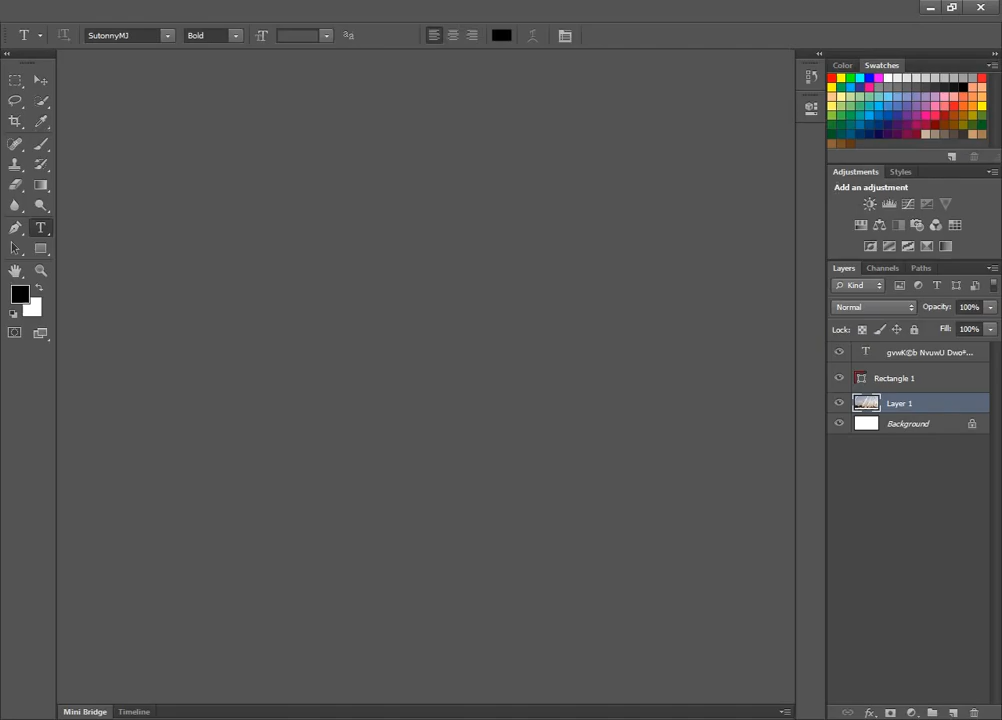 SutonnyMJ
Bold
Color
Swatches
Adjustments
Styles
Add an adjustment
Layers
Channels
Paths
Kind
Normal
Opacity: 100%
Lock:
Fill: 100%
gvwK©b NvuwU Dwoª...
Rectangle 1
Layer 1
Background
Mini Bridge
Timeline